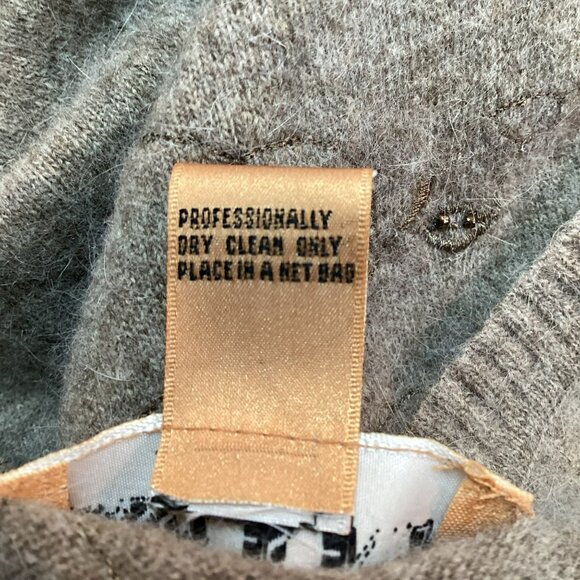 PROFESSIONALLY
DRY CLEAN ONLY
PLACE IN A NET BAG